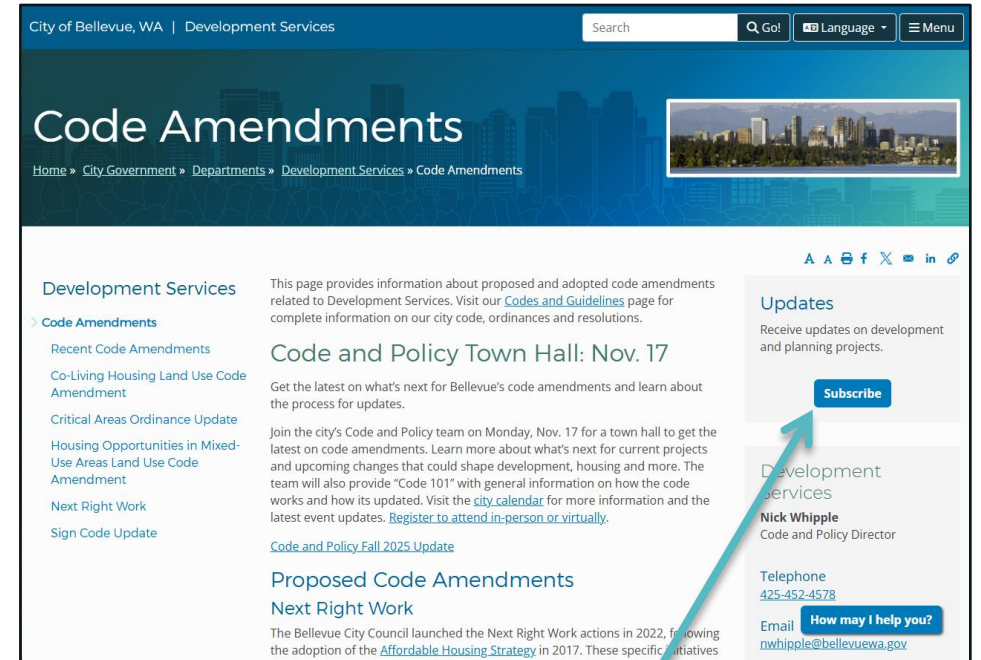 City of Bellevue, WA | Development Services
Search
Go!
Language
Menu
Code Amendments
Home » City Government » Departments » Development Services » Code Amendments
Development Services
Code Amendments
Recent Code Amendments
Co-Living Housing Land Use Code
Amendment
Critical Areas Ordinance Update
Housing Opportunities in Mixed-
Use Areas Land Use Code
Amendment
Next Right Work
Sign Code Update
This page provides information about proposed and adopted code amendments
related to Development Services. Visit our Codes and Guidelines page for
complete information on our city code, ordinances and resolutions.
Code and Policy Town Hall: Nov. 17
Get the latest on what's next for Bellevue's code amendments and learn about
the process for updates.
Join the city's Code and Policy team on Monday, Nov. 17 for a town hall to get the
latest on code amendments. Learn more about what's next for current projects
and upcoming changes that could shape development, housing and more. The
team will also provide "Code 101" with general information on how the code
works and how its updated. Visit the city calendar for more information and the
latest event updates. Register to attend in-person or virtually.
Code and Policy Fall 2025 Update
Proposed Code Amendments
Next Right Work
The Bellevue City Council launched the Next Right Work actions in 2022, following
the adoption of the Affordable Housing Strategy in 2017. These specific initiatives
A A
Updates
Receive updates on development
and planning projects.
Subscribe
Development
Services
Nick Whipple
Code and Policy Director
Telephone
425-452-4578
Email
How may I help you?
nwhipple@bellevuewa.gov